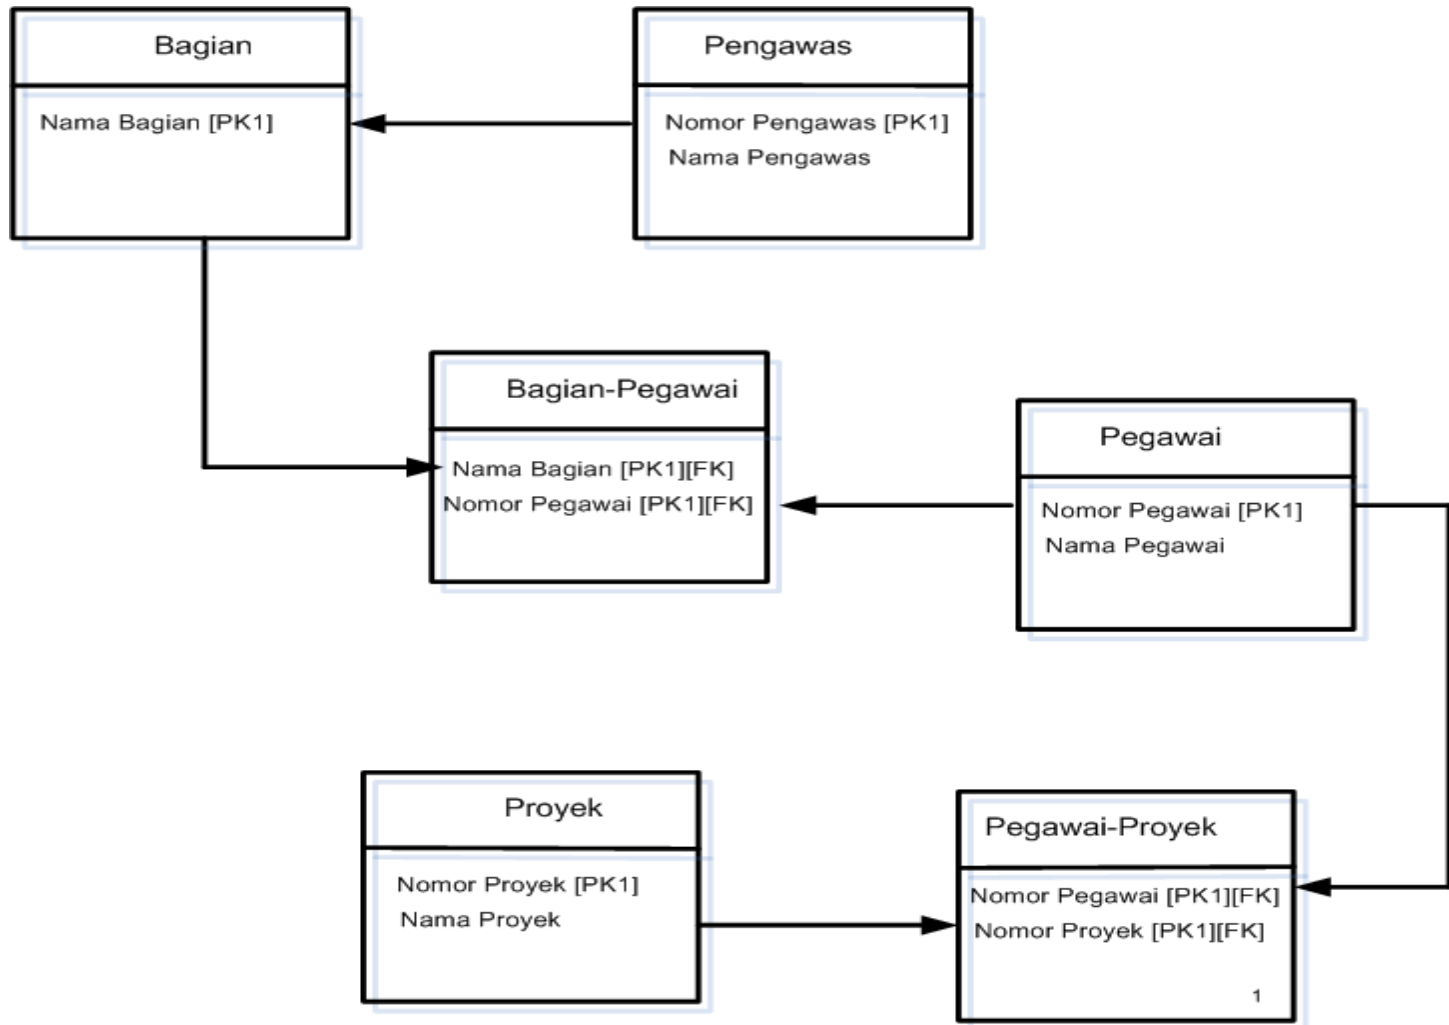 Bagian
Nama Bagian [PK1]
Pengawas
Nomor Pengawas [PK1]
Nama Pengawas
Bagian-Pegawai
Nama Bagian [PK1][FK]
Nomor Pegawai [PK1][FK]
Pegawai
Nomor Pegawai [PK1]
Nama Pegawai
Proyek
Nomor Proyek [PK1]
Nama Proyek
Pegawai-Proyek
Nomor Pegawai [PK1][FK]
Nomor Proyek [PK1][FK]
1